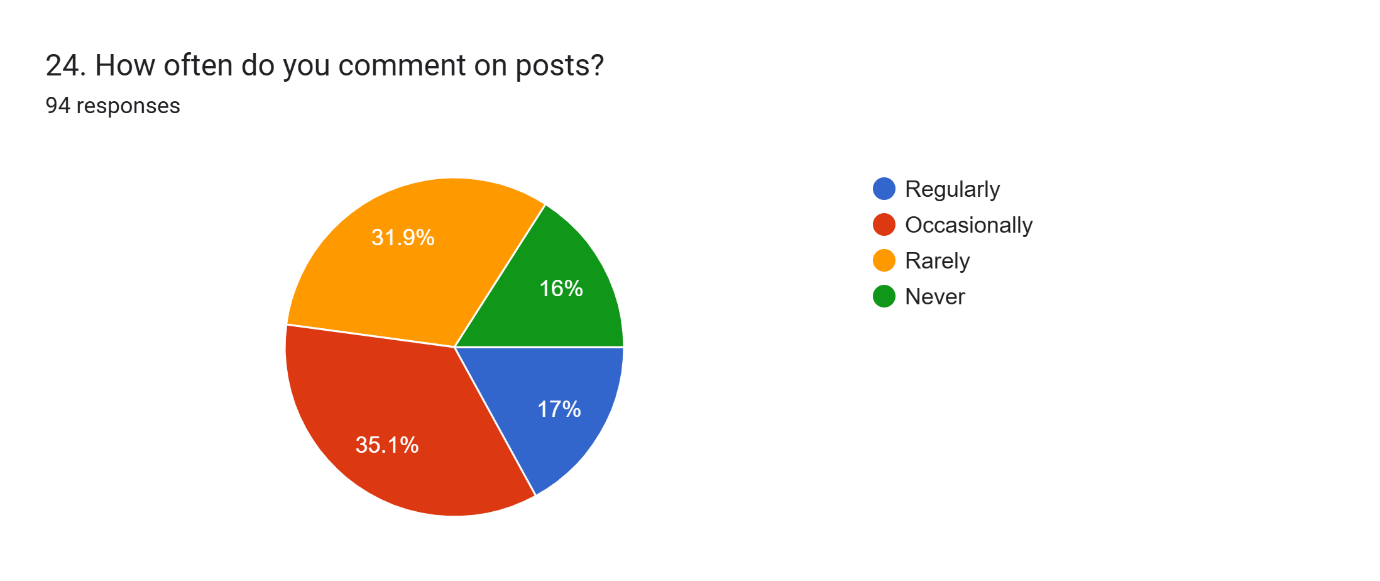 24. How often do you comment on posts?
94 responses
31.9%
16%
17%
35.1%
Regularly
Occasionally
Rarely
Never